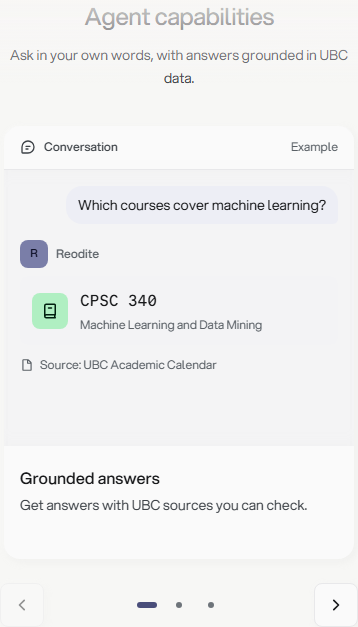 Agent capabilities
Ask in your own words, with answers grounded in UBC
data.
Conversation
Example
Which courses cover machine learning?
R
Reodite
CPSC 340
Machine Learning and Data Mining
Source: UBC Academic Calendar
Grounded answers
Get answers with UBC sources you can check.